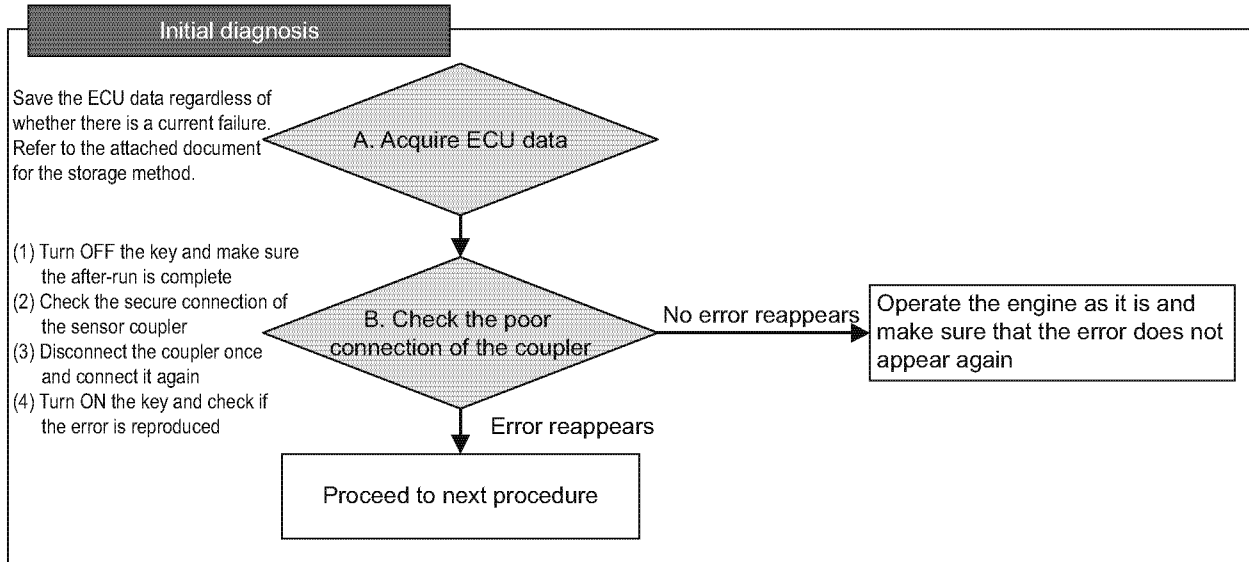 Initial diagnosis
Save the ECU data regardless of
whether there is a current failure.
Refer to the attached document
for the storage method.
A. Acquire ECU data
(1) Turn OFF the key and make sure
the after-run is complete
(2) Check the secure connection of
the sensor coupler
(3) Disconnect the coupler once
and connect it again
(4) Turn ON the key and check if
the error is reproduced
B. Check the poor
connection of the coupler
No error reappears
Operate the engine as it is and
make sure that the error does not
appear again
Error reappears
Proceed to next procedure